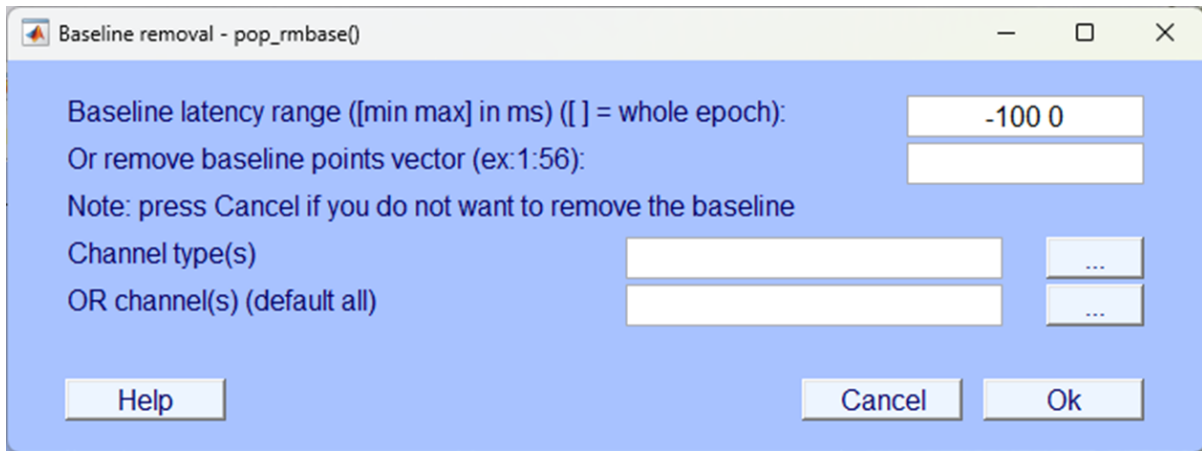 Baseline removal - pop_rmbase()
Baseline latency range ([min max] in ms) ([ ] = whole epoch): -100 0
Or remove baseline points vector (ex:1:56):
Note: press Cancel if you do not want to remove the baseline
Channel type(s) ...
OR channel(s) (default all) ...
Help Cancel Ok